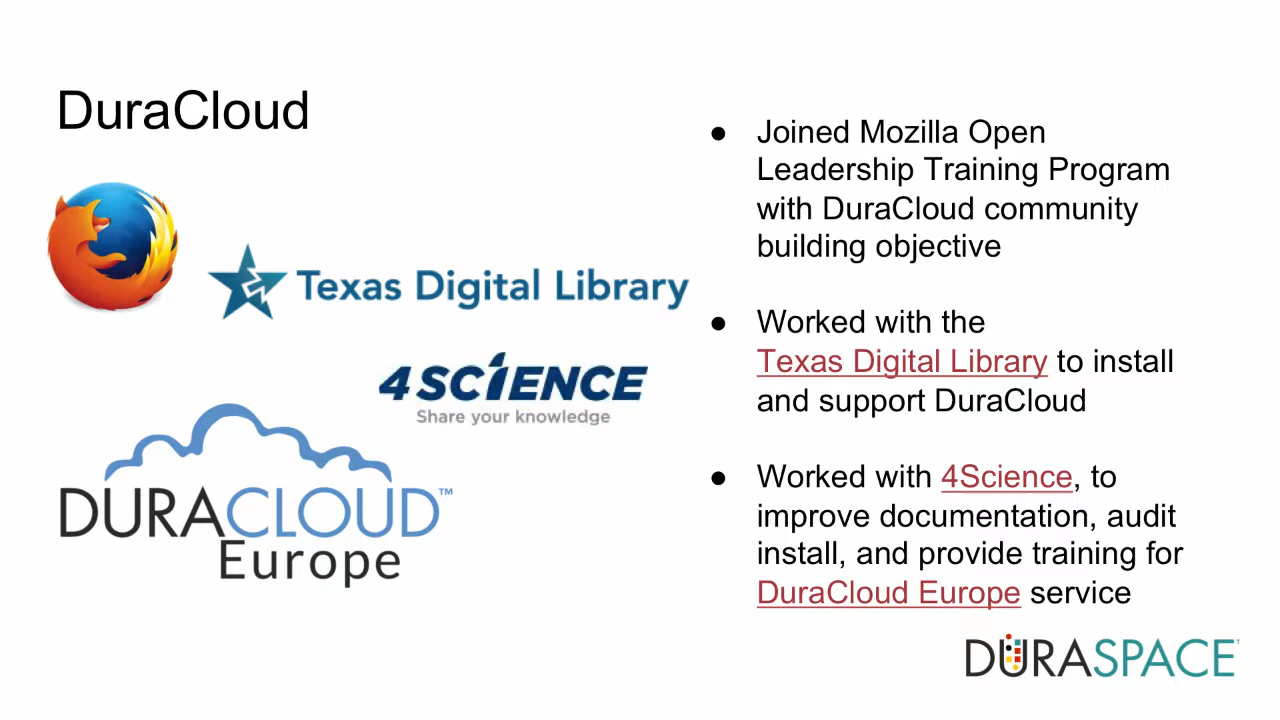 DuraCloud
Texas Digital Library
4SCIENCE
Share your knowledge
DURACLOUD™
Europe
● Joined Mozilla Open
Leadership Training Program
with DuraCloud community
building objective
● Worked with the
Texas Digital Library to install
and support DuraCloud
● Worked with 4Science, to
improve documentation, audit
install, and provide training for
DuraCloud Europe service
DURASPACE™